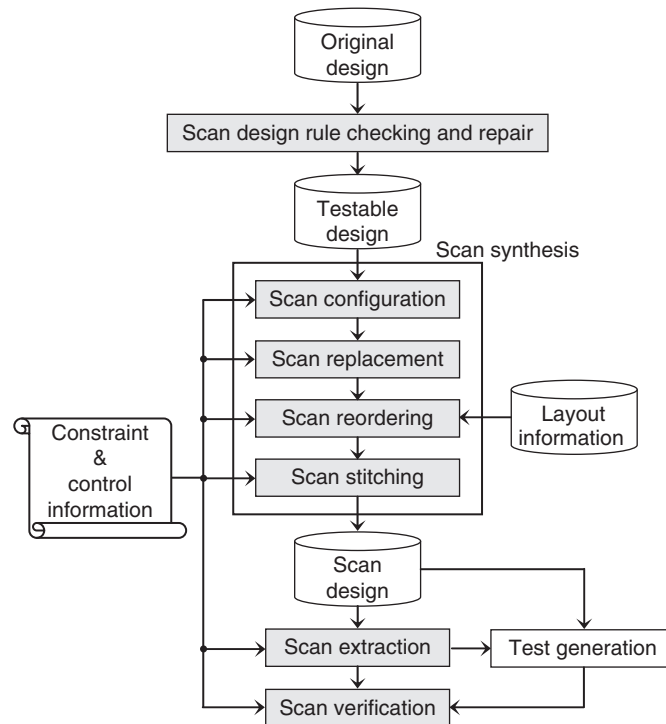 Original
design
Scan design rule checking and repair
Testable
design
Scan synthesis
Scan configuration
Scan replacement
Scan reordering
Layout
information
Constraint
&
control
information
Scan stitching
Scan
design
Scan extraction
Test generation
Scan verification